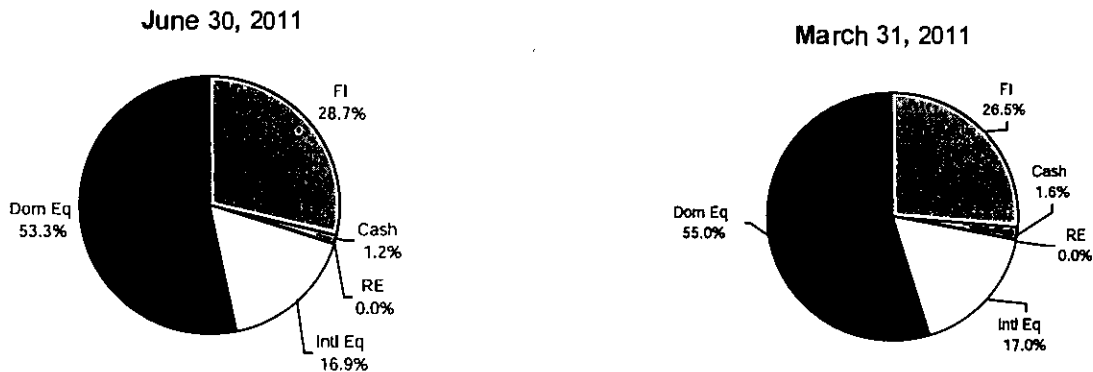 June 30, 2011
FI
28.7%
Dom Eq
53.3%
Cash
1.2%
RE
0.0%
Intl Eq
16.9%
March 31, 2011
FI
26.5%
Cash
1.6%
Dom Eq
55.0%
RE
0.0%
Intl Eq
17.0%